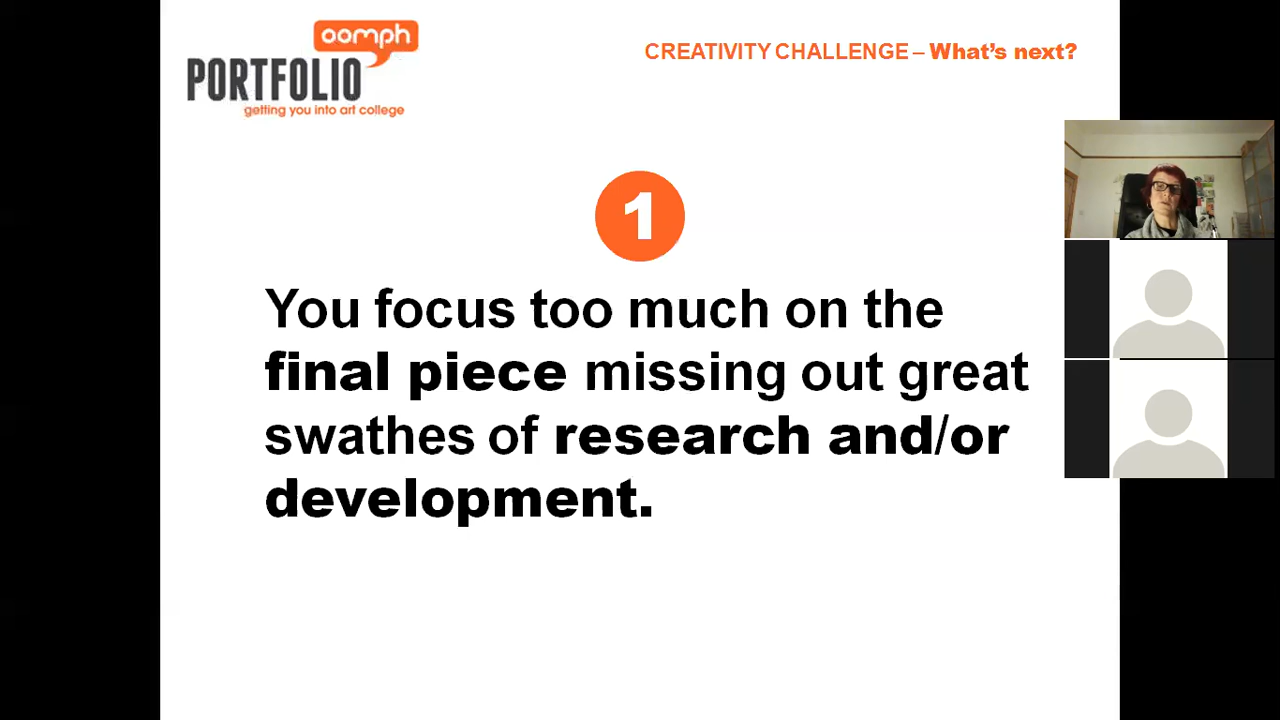 oomph
PORTFOLIO
getting you into art college
CREATIVITY CHALLENGE – What's next?
1
You focus too much on the
final piece missing out great
swathes of research and/or
development.